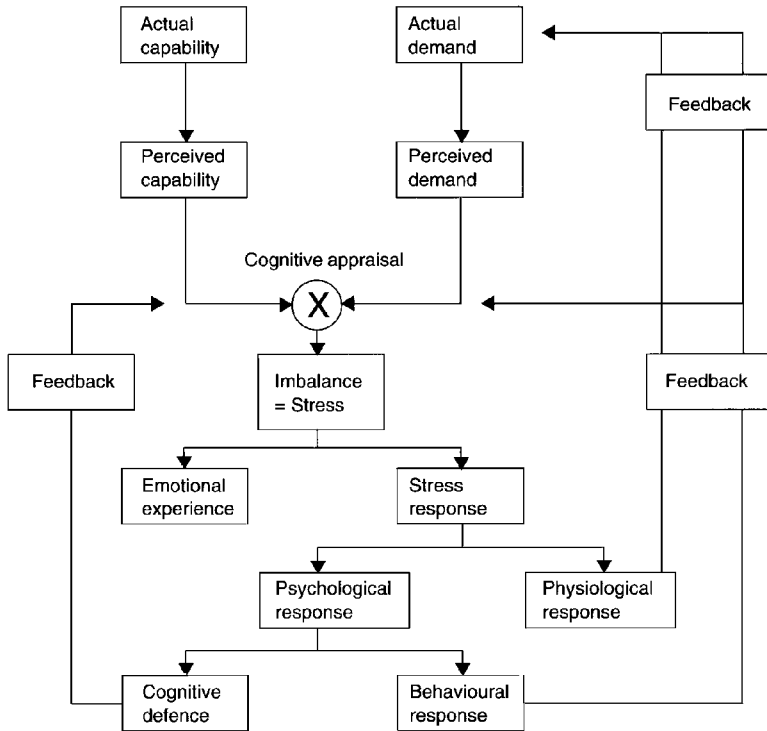 Actual
capability
Actual
demand
Feedback
Perceived
capability
Perceived
demand
Cognitive appraisal
X
Feedback
Imbalance
= Stress
Feedback
Emotional
experience
Stress
response
Psychological
response
Physiological
response
Cognitive
defence
Behavioural
response